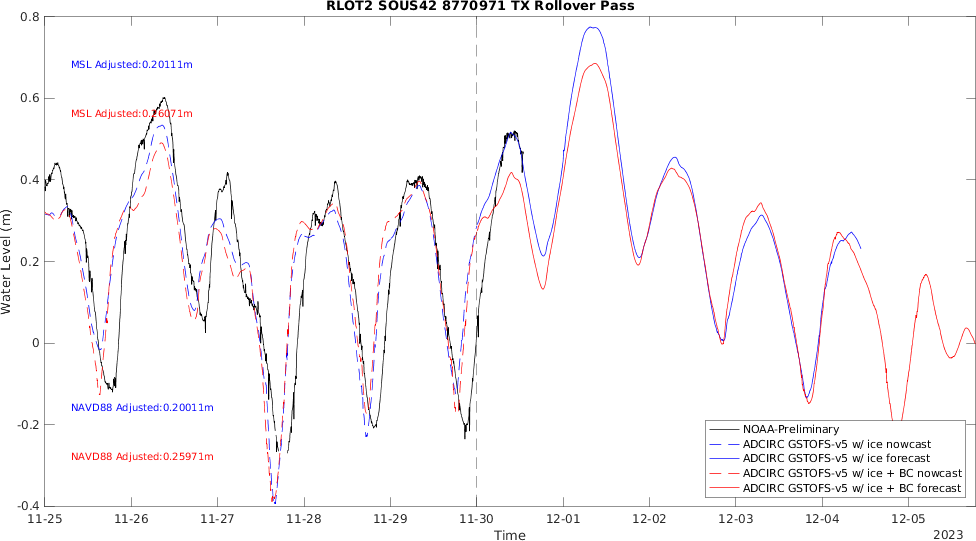 RLOT2 SOUS42 8770971 TX Rollover Pass
0.8
0.6
0.4
0.2
0
-0.2
-0.4
Water Level (m)
MSL Adjusted:0.20111m
MSL Adjusted:0.26071m
NAVD88 Adjusted:0.20011m
NAVD88 Adjusted:0.25971m
NOAA-Preliminary
ADCIRC GSTOFS-v5 w/ ice nowcast
ADCIRC GSTOFS-v5 w/ ice forecast
ADCIRC GSTOFS-v5 w/ ice + BC nowcast
ADCIRC GSTOFS-v5 w/ ice + BC forecast
11-25 11-26 11-27 11-28 11-29 11-30 12-01 12-02 12-03 12-04 12-05
Time
2023